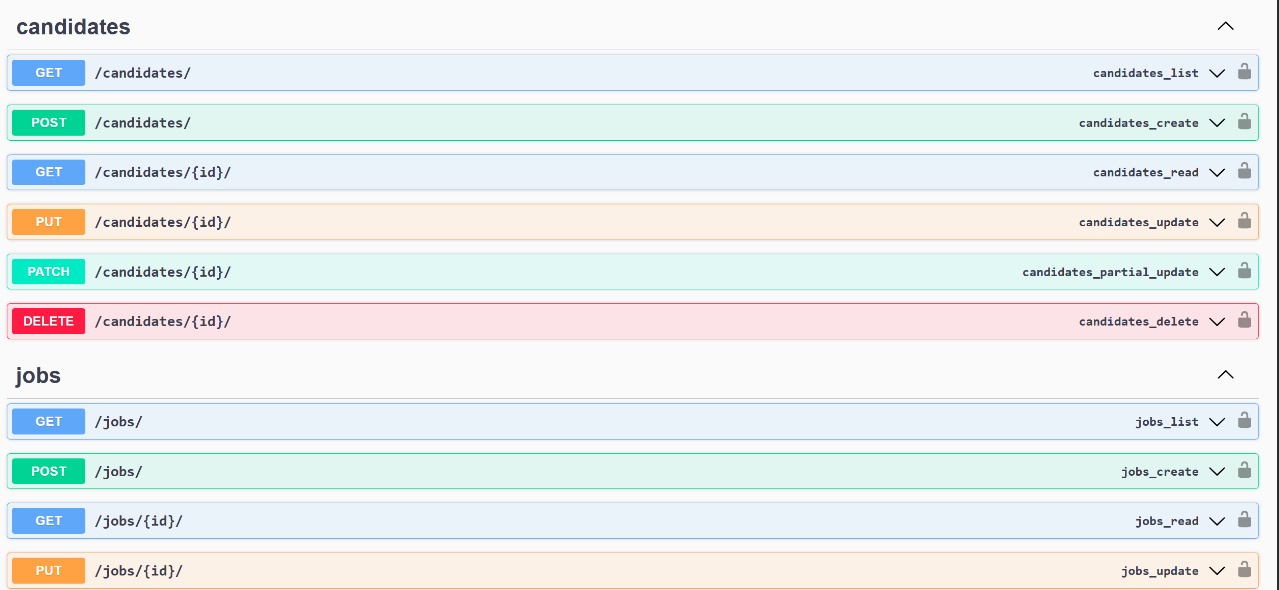 candidates
GET /candidates/ candidates_list
POST /candidates/ candidates_create
GET /candidates/{id}/ candidates_read
PUT /candidates/{id}/ candidates_update
PATCH /candidates/{id}/ candidates_partial_update
DELETE /candidates/{id}/ candidates_delete
jobs
GET /jobs/ jobs_list
POST /jobs/ jobs_create
GET /jobs/{id}/ jobs_read
PUT /jobs/{id}/ jobs_update